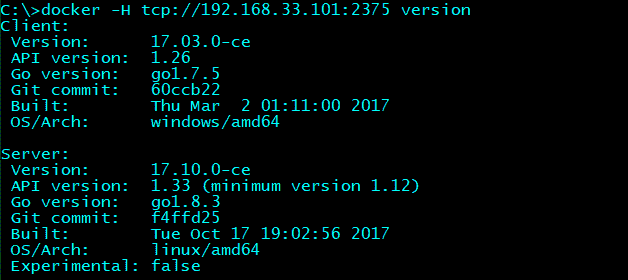 C:\>docker -H tcp://192.168.33.101:2375 version
Client:
 Version:      17.03.0-ce
 API version:  1.26
 Go version:   go1.7.5
 Git commit:   60ccb22
 Built:        Thu Mar  2 01:11:00 2017
 OS/Arch:      windows/amd64

Server:
 Version:      17.10.0-ce
 API version:  1.33 (minimum version 1.12)
 Go version:   go1.8.3
 Git commit:   f4ffd25
 Built:        Tue Oct 17 19:02:56 2017
 OS/Arch:      linux/amd64
 Experimental: false